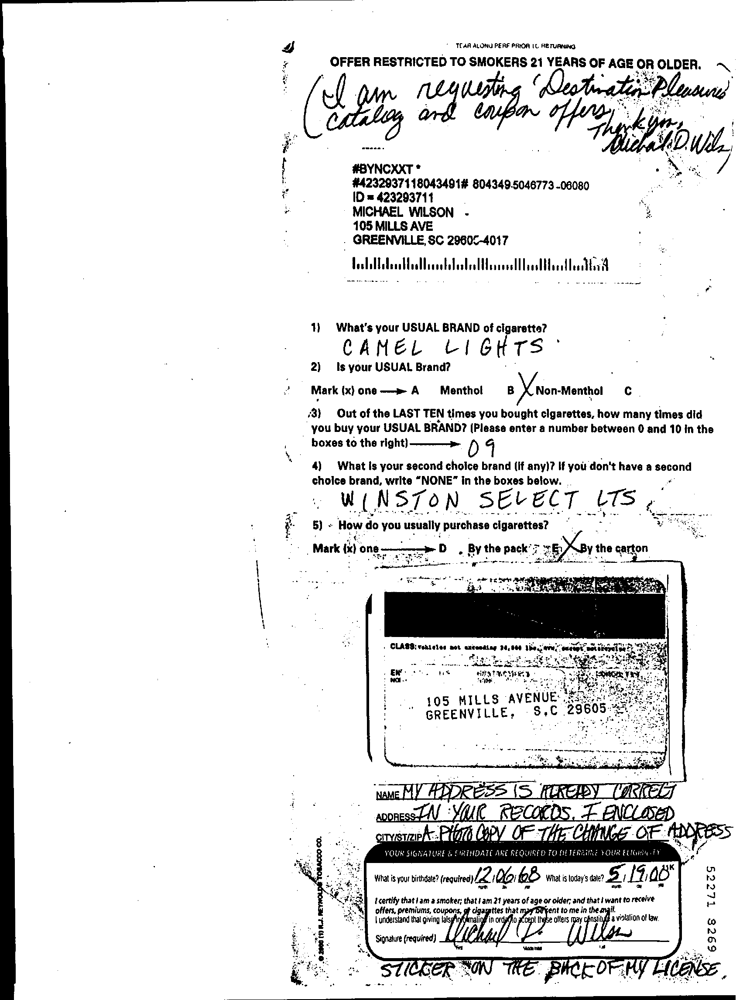 TEAR ALONG PERF PRIOR TO RETURNING
OFFER RESTRICTED TO SMOKERS 21 YEARS OF AGE OR OLDER.
(I am requesting "Destination Pleasures"
catalog and coupon offers,
Thank you,
Michael D. Wilson
#BYNCXXT *
#4232937118043491# 804349-5046773-06080
ID = 423293711
MICHAEL WILSON
105 MILLS AVE
GREENVILLE, SC 29605-4017
1) What's your USUAL BRAND of cigarette?
CAMEL LIGHTS
2) Is your USUAL Brand?
Mark (x) one → A Menthol B X Non-Menthol C
3) Out of the LAST TEN times you bought cigarettes, how many times did
you buy your USUAL BRAND? (Please enter a number between 0 and 10 in the
boxes to the right) → 09
4) What is your second choice brand (if any)? If you don't have a second
choice brand, write "NONE" in the boxes below.
WINSTON SELECT LTS
5) How do you usually purchase cigarettes?
Mark (x) one → D By the pack E X By the carton
CLASS: Vehicles not exceeding lbs. except motorcycles
105 MILLS AVENUE
GREENVILLE, S.C 29605
NAME MY ADDRESS IS ALREADY CORRECT
ADDRESS IN YOUR RECORDS. I ENCLOSED
CITY/ST/ZIP A PHOTO COPY OF THE CHANGE OF ADDRESS
YOUR SIGNATURE & BIRTHDATE ARE REQUIRED TO DETERMINE YOUR ELIGIBILITY
What is your birthdate? (required) 12/06/68 What is today's date? 5/19/00
I certify that I am a smoker; that I am 21 years of age or older; and that I want to receive
offers, premiums, coupons, or cigarettes that may be sent to me in the mail.
I understand that giving false information in order to accept these offers may constitute a violation of law.
Signature (required) Michael D. Wilson
STICKER ON THE BACK OF MY LICENSE.
R.J. REYNOLDS TOBACCO CO.
52271 8269